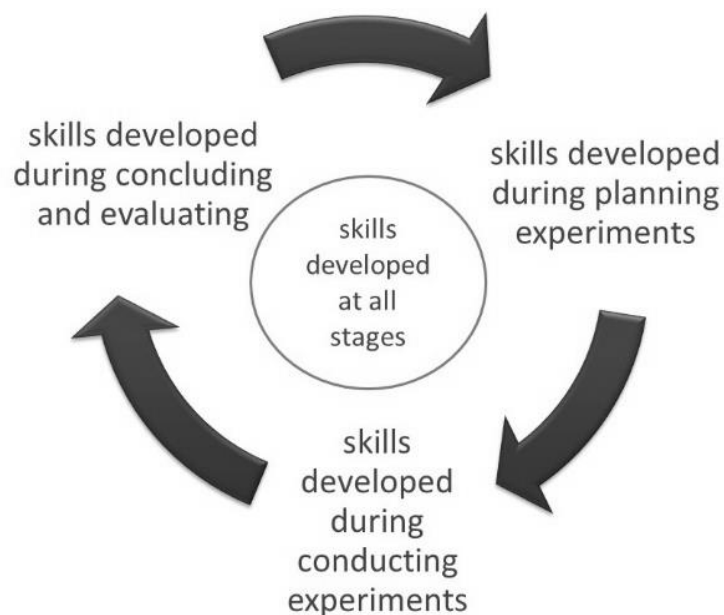 skills developed
during concluding
and evaluating
skills developed
during planning
experiments
skills
developed
at all
stages
skills
developed
during
conducting
experiments